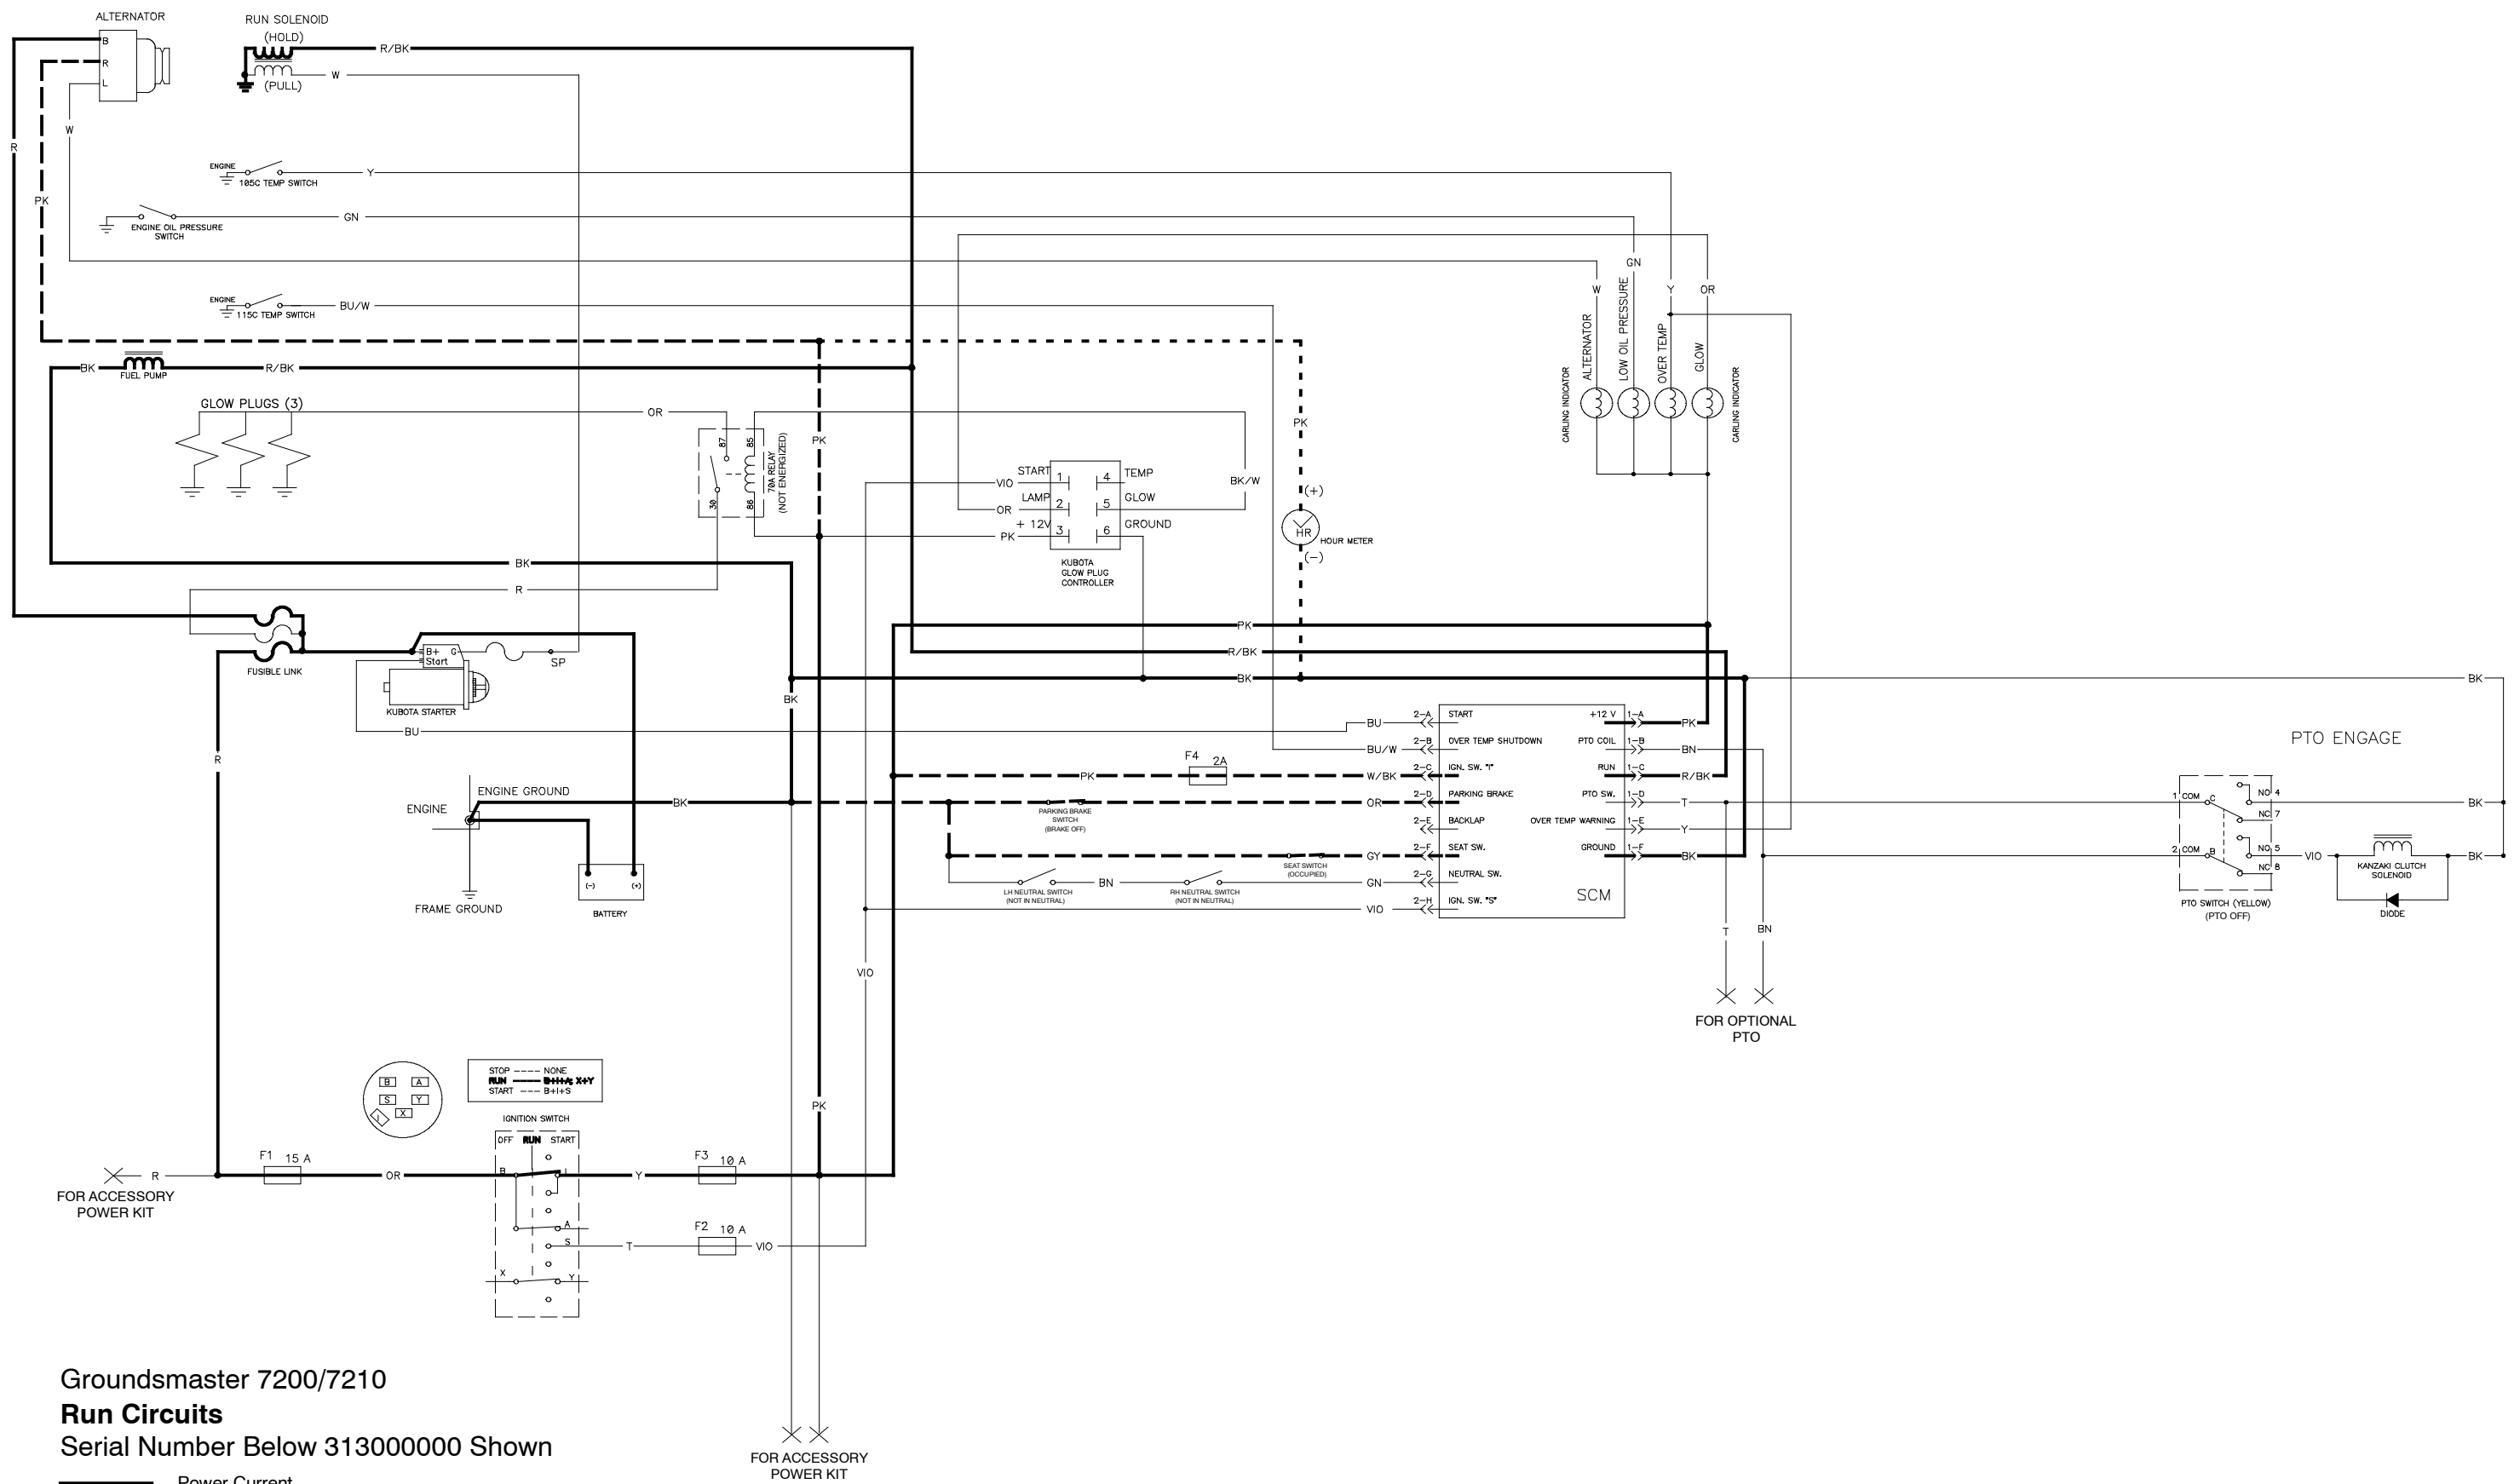 ALTERNATOR
B
R
L
RUN SOLENOID
(HOLD)
R/BK
W
(PULL)
R
W
PK
ENGINE
105C TEMP SWITCH
Y
ENGINE OIL PRESSURE
SWITCH
GN
ENGINE
115C TEMP SWITCH
BU/W
W
GN
Y
OR
ALTERNATOR
LOW OIL PRESSURE
OVER TEMP
GLOW
CARLING INDICATOR
CARLING INDICATOR
BK
FUEL PUMP
R/BK
GLOW PLUGS (3)
OR
87
85
30
86
70A RELAY
(NOT ENERGIZED)
PK
START
VIO
1
4
TEMP
LAMP
OR
2
5
GLOW
+ 12V
PK
3
6
GROUND
KUBOTA
GLOW PLUG
CONTROLLER
BK/W
PK
(+)
HR
HOUR METER
(-)
BK
R
FUSIBLE LINK
B+
G
Start
SP
KUBOTA STARTER
BU
PK
R/BK
BK
BK
BK
R
ENGINE GROUND
ENGINE
BK
FRAME GROUND
(-)
(+)
BATTERY
BU
2-A
START
BU/W
2-B
OVER TEMP SHUTDOWN
PK
F4
2A
W/BK
2-C
IGN. SW. "I"
PARKING BRAKE
SWITCH
(BRAKE OFF)
OR
2-D
PARKING BRAKE
2-E
BACKLAP
SEAT SWITCH
(OCCUPIED)
GY
2-F
SEAT SW.
LH NEUTRAL SWITCH
(NOT IN NEUTRAL)
BN
RH NEUTRAL SWITCH
(NOT IN NEUTRAL)
GN
2-G
NEUTRAL SW.
VIO
2-H
IGN. SW. "S"
+12 V
1-A
PK
PTO COIL
1-B
BN
RUN
1-C
R/BK
PTO SW.
1-D
T
OVER TEMP WARNING
1-E
Y
GROUND
1-F
BK
SCM
PTO ENGAGE
1 COM
C
NO 4
NC 7
BK
2 COM
B
NO 5
NC 8
VIO
KANZAKI CLUTCH
SOLENOID
BK
DIODE
PTO SWITCH (YELLOW)
(PTO OFF)
T
BN
FOR OPTIONAL
PTO
VIO
B
A
S
Y
I
X
STOP ---- NONE
RUN ---- B+I+A; X+Y
START --- B+I+S
IGNITION SWITCH
OFF
RUN
START
PK
R
FOR ACCESSORY
POWER KIT
F1
15 A
OR
B
I
Y
F3
10 A
A
S
T
F2
10 A
VIO
X
Y
FOR ACCESSORY
POWER KIT
Groundsmaster 7200/7210
Run Circuits
Serial Number Below 313000000 Shown
Power Current